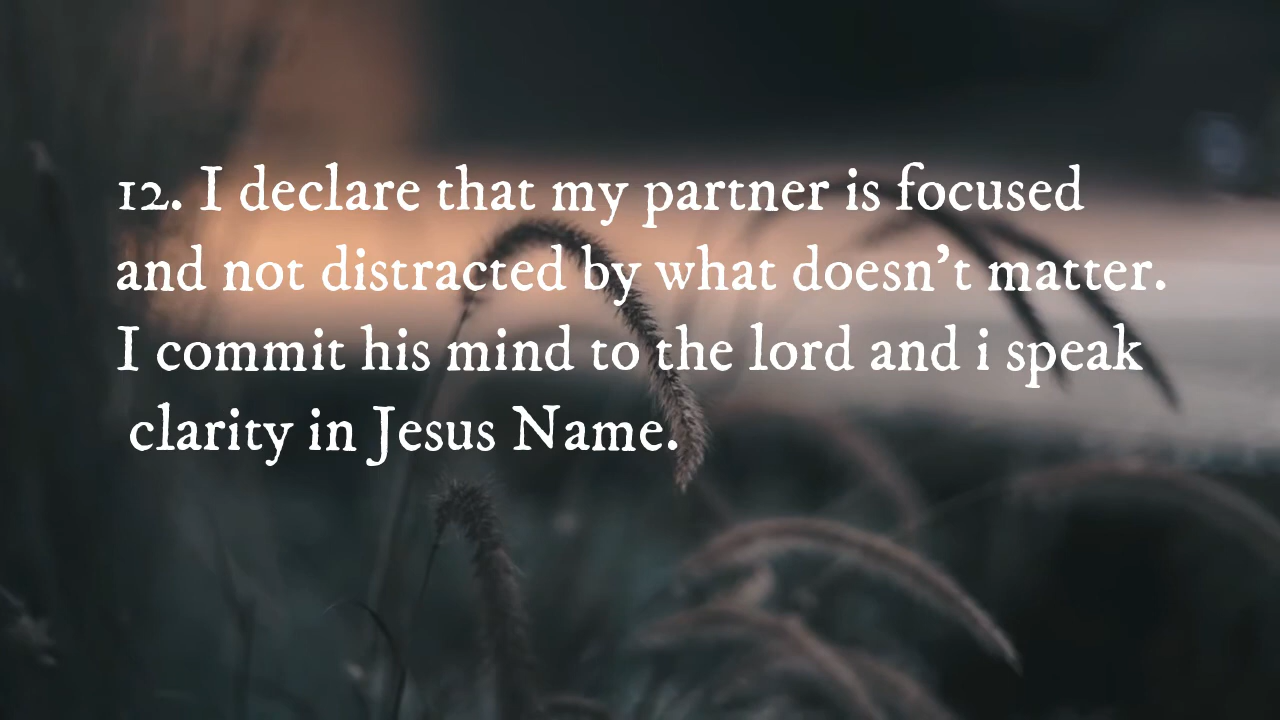 12. I declare that my partner is focused
and not distracted by what doesn't matter.
I commit his mind to the lord and i speak
clarity in Jesus Name.